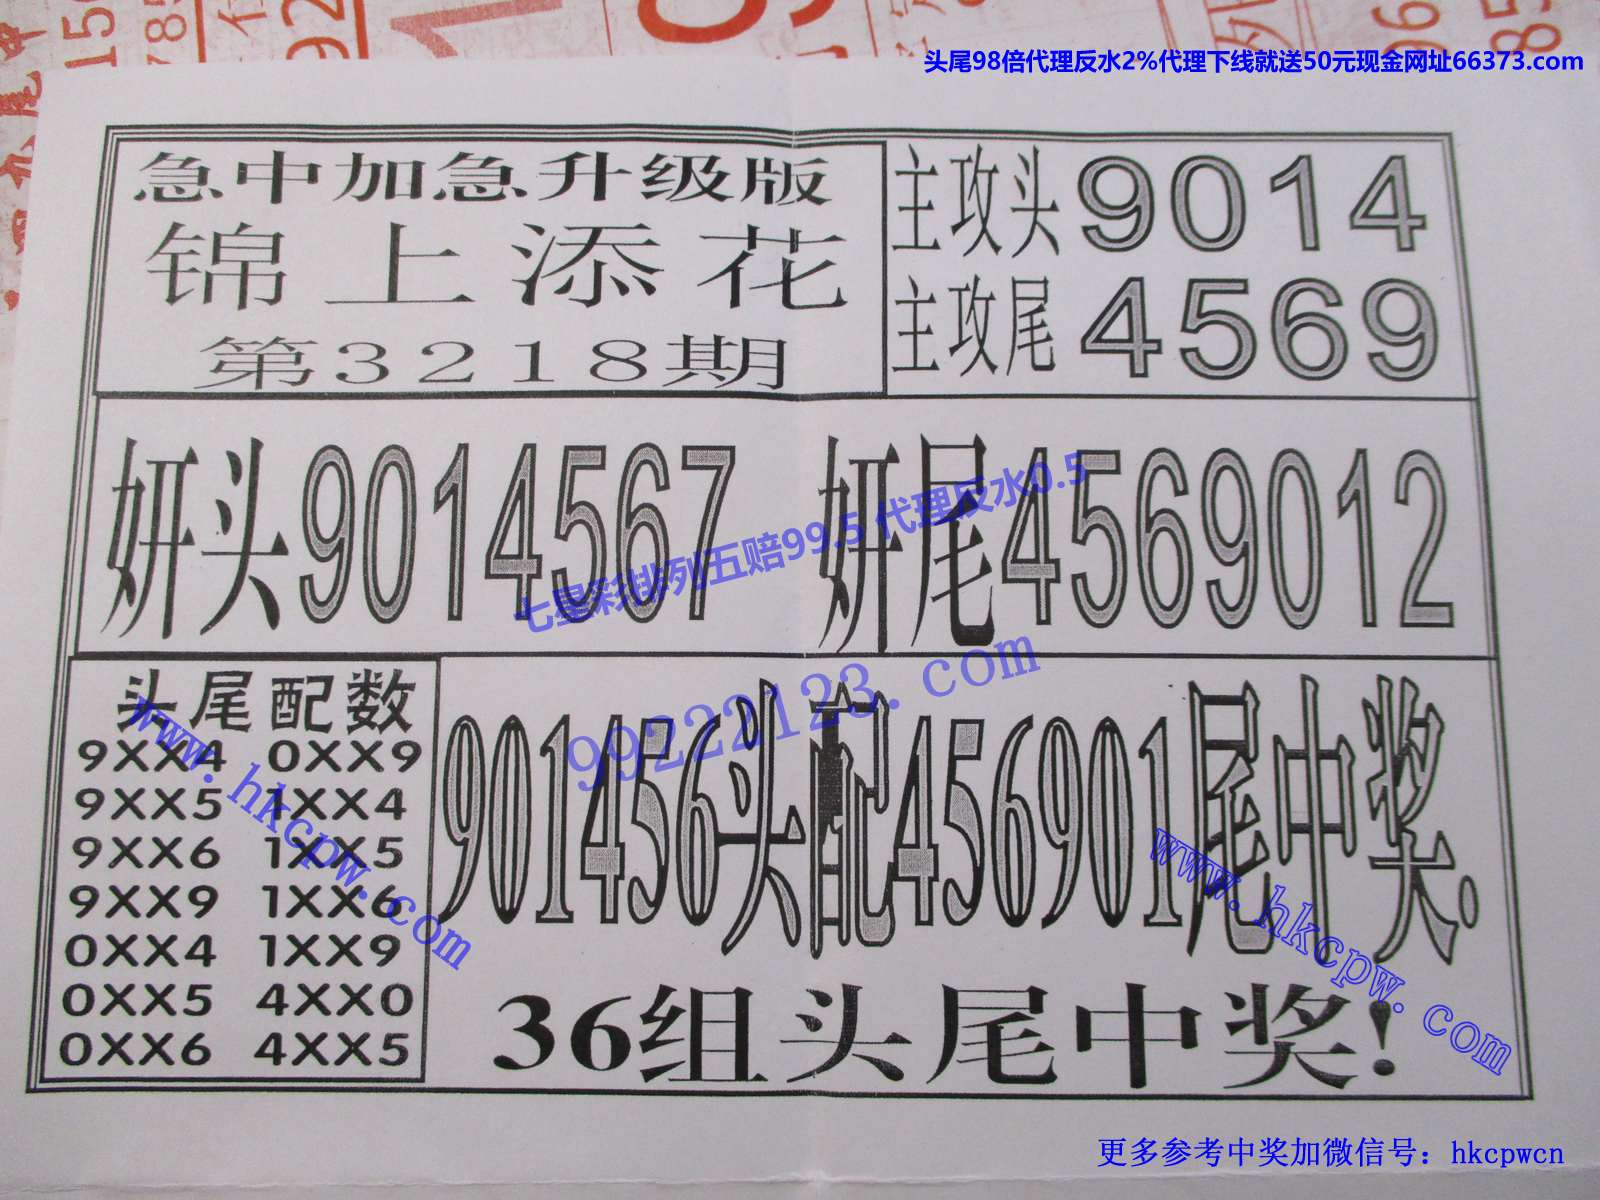 头尾98倍代理反水2%代理下线就送50元现金网址66373.com
急中加急升级版
锦上添花
第3218期
主攻头9014
主攻尾4569
妍头9014567
妍尾4569012
七星彩排列五赔99.5 代理反水0.5
99222123.com
头尾配数
9XX4 0XX9
9XX5 1XX4
9XX6 1XX5
9XX9 1XX6
0XX4 1XX9
0XX5 4XX0
0XX6 4XX5
www.hkcpw.com
901456头配456901尾中奖.
www.hkcpw.com
36组头尾中奖!
更多参考中奖加微信号：hkcpwcn